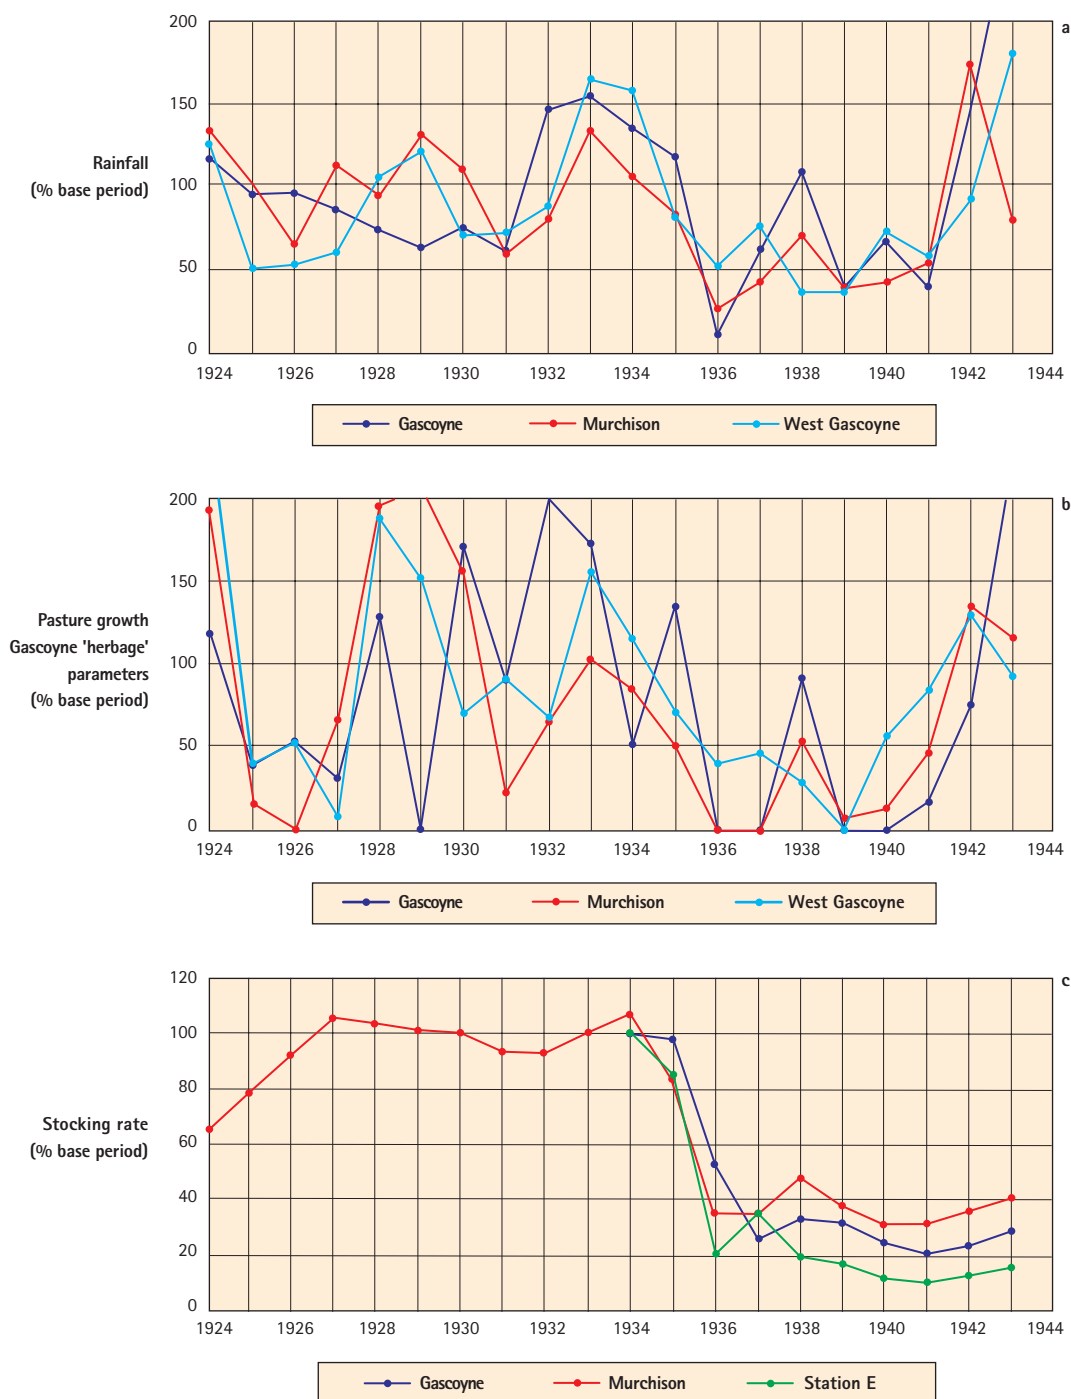 a
200
150
100
50
0
Rainfall
(% base period)
1924 1926 1928 1930 1932 1934 1936 1938 1940 1942 1944
Gascoyne Murchison West Gascoyne
b
200
150
100
50
0
Pasture growth
Gascoyne 'herbage'
parameters
(% base period)
1924 1926 1928 1930 1932 1934 1936 1938 1940 1942 1944
Gascoyne Murchison West Gascoyne
c
120
100
80
60
40
20
0
Stocking rate
(% base period)
1924 1926 1928 1930 1932 1934 1936 1938 1940 1942 1944
Gascoyne Murchison Station E